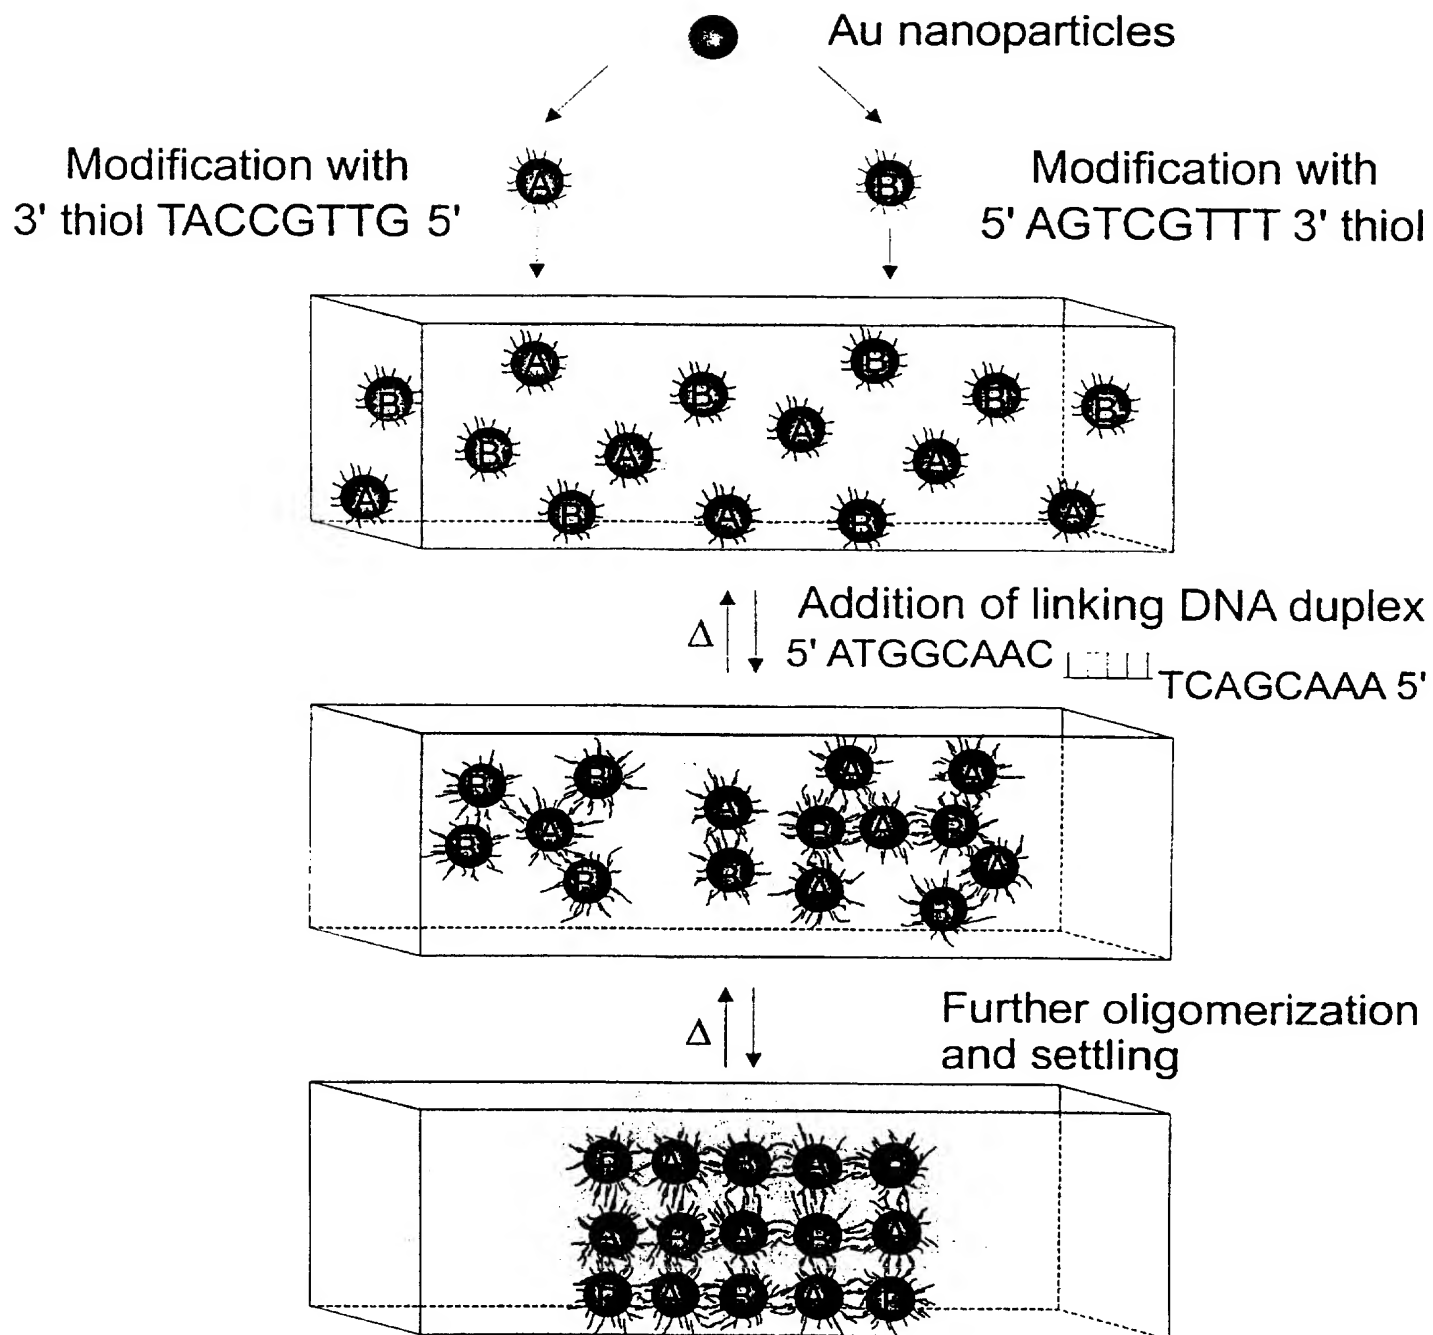 Au nanoparticles
Modification with
3' thiol TACCGTTG 5'
A
B
Modification with
5' AGTCGTTT 3' thiol
A
B
B
B
B
B
A
B
A
A
A
B
A
B
A
Δ
Addition of linking DNA duplex
5' ATGGCAAC
TCAGCAAA 5'
B
B
A
A
A
B
A
B
B
A
B
B
A
A
B
Δ
Further oligomerization
and settling
B
A
B
A
A
B
A
B
A
B
A
B
A
B